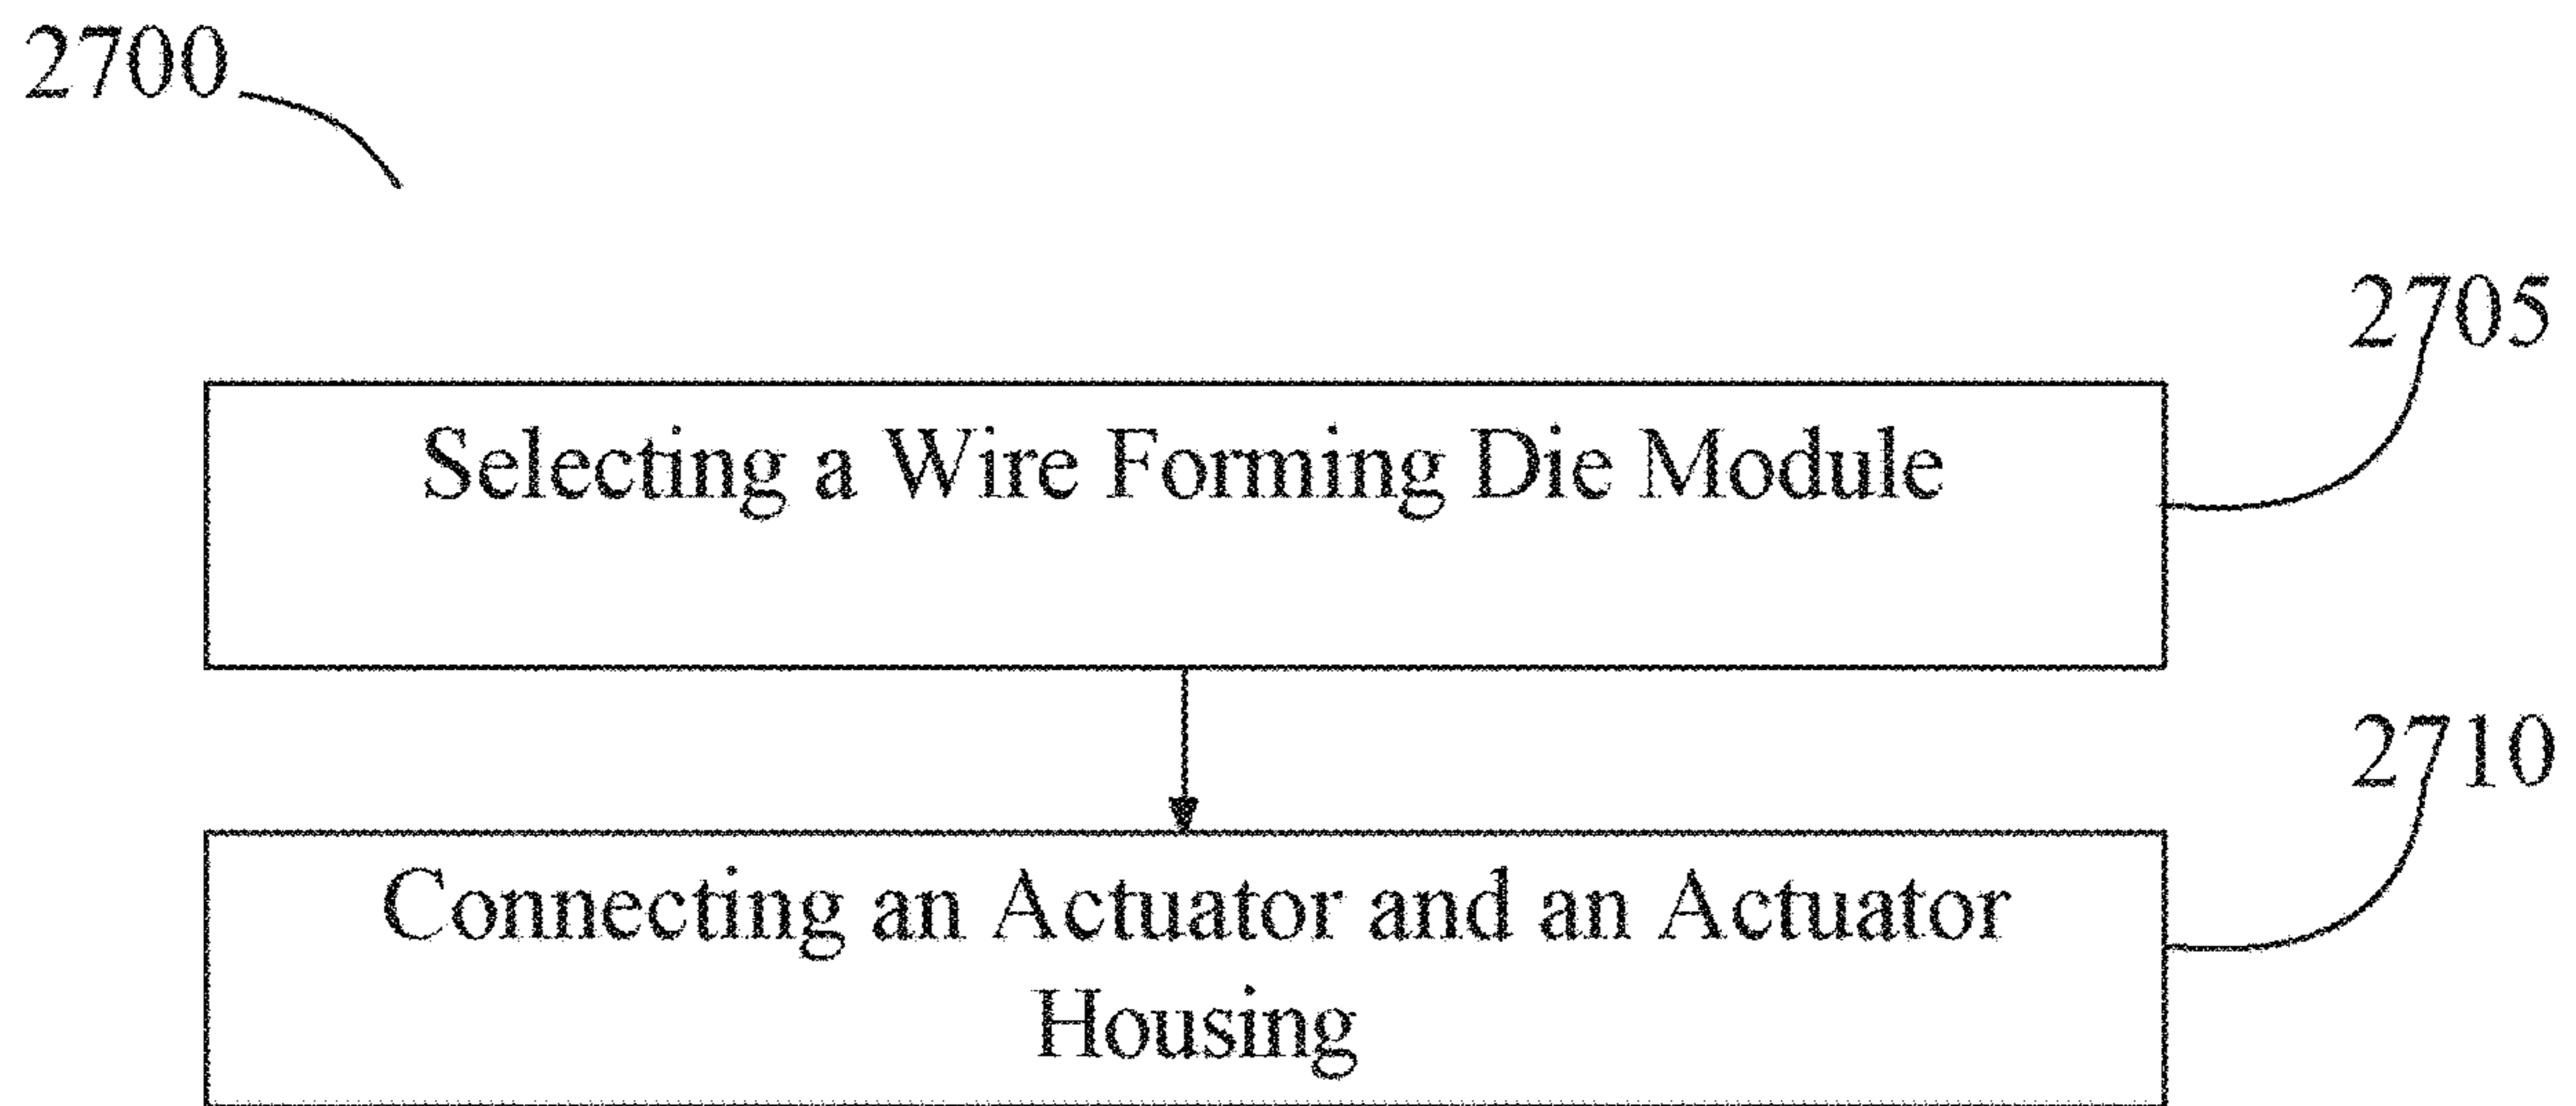 2700
2705
Selecting a Wire Forming Die Module
2710
Connecting an Actuator and an Actuator
Housing